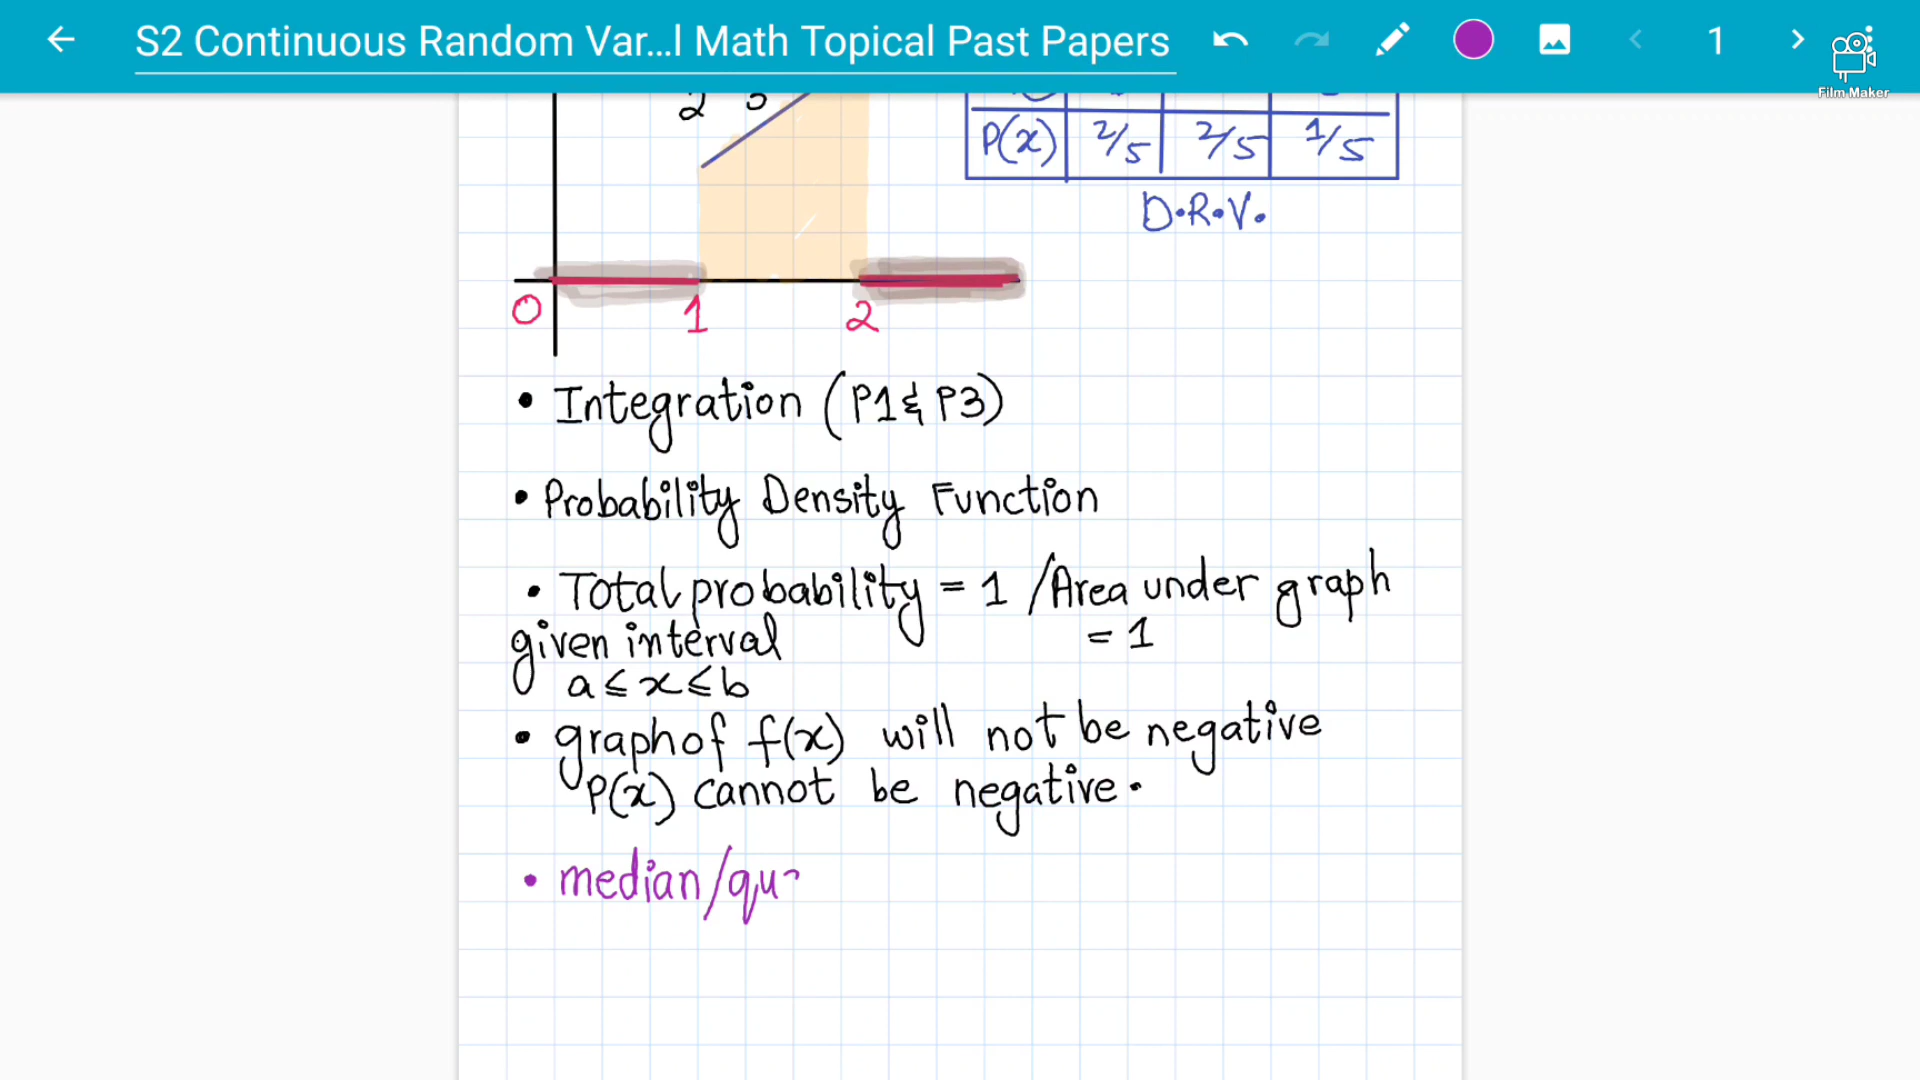 S2 Continuous Random Var...l Math Topical Past Papers
1
Film Maker
2 3
P(x) 2/5 2/5 1/5
D.R.V.
0 1 2
• Integration (P1 & P3)
• Probability Density Function
• Total probability = 1 / Area under graph
given interval = 1
a ≤ x ≤ b
• graph of f(x) will not be negative
P(x) cannot be negative.
• median/qu